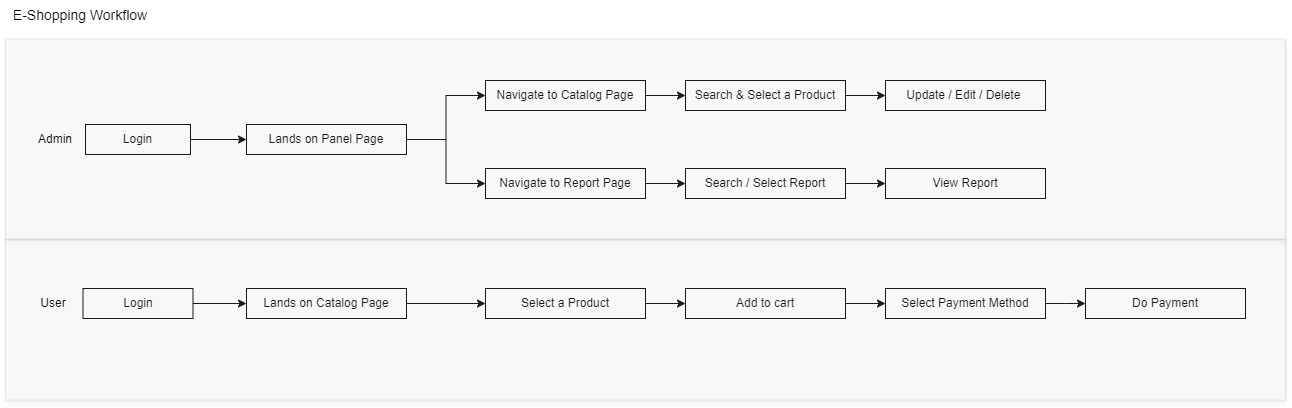 E-Shopping Workflow
Admin
Login
Lands on Panel Page
Navigate to Catalog Page
Search & Select a Product
Update / Edit / Delete
Navigate to Report Page
Search / Select Report
View Report
User
Login
Lands on Catalog Page
Select a Product
Add to cart
Select Payment Method
Do Payment